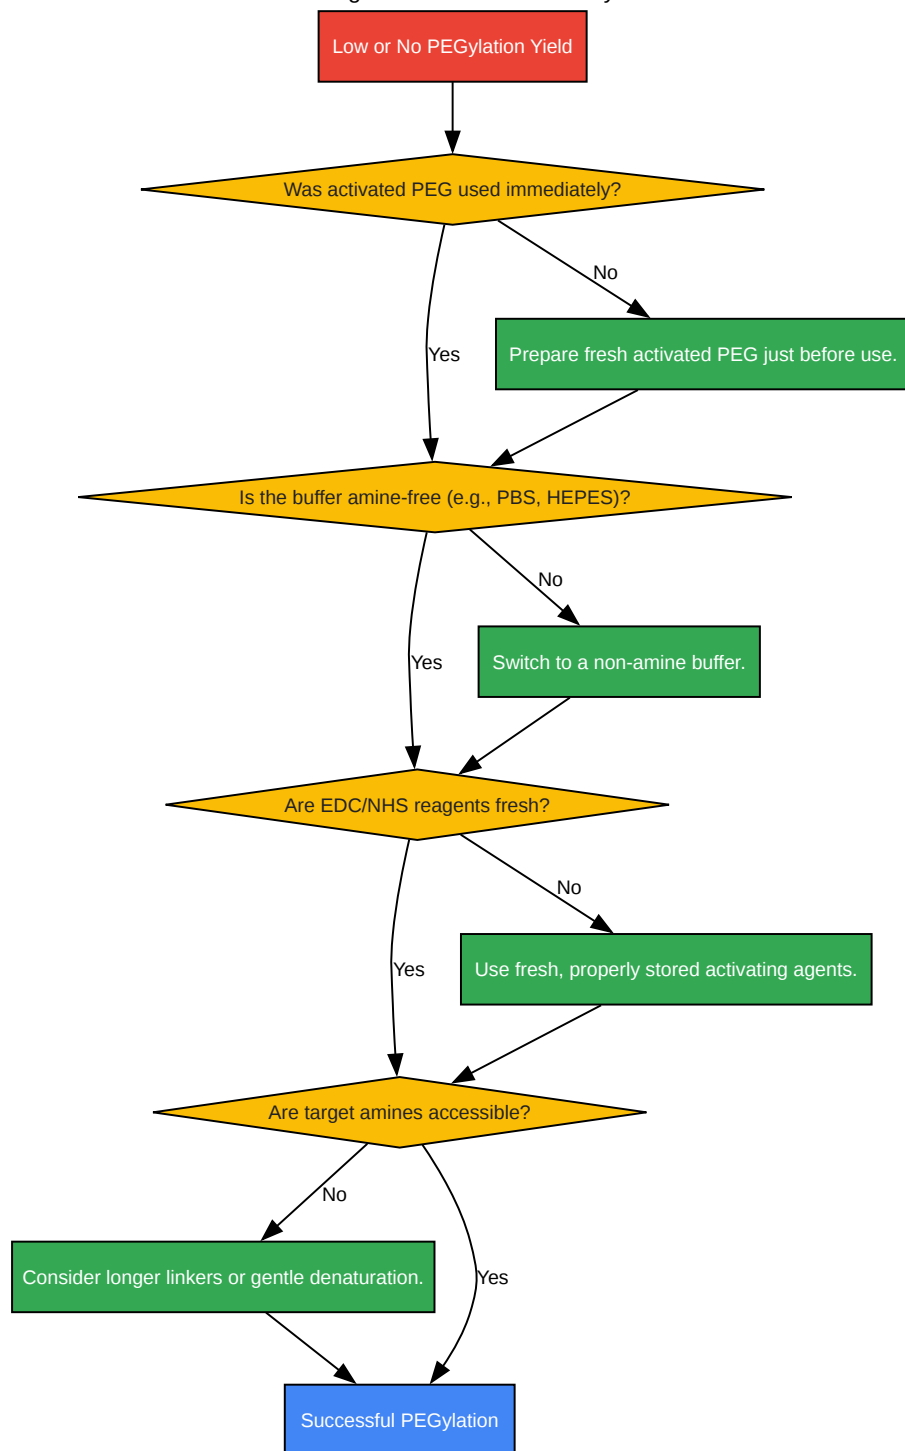 Low or No PEGylation Yield
Was activated PEG used immediately?
No
Yes
Prepare fresh activated PEG just before use.
Is the buffer amine-free (e.g., PBS, HEPES)?
No
Yes
Switch to a non-amine buffer.
Are EDC/NHS reagents fresh?
No
Yes
Use fresh, properly stored activating agents.
Are target amines accessible?
No
Consider longer linkers or gentle denaturation.
Yes
Successful PEGylation